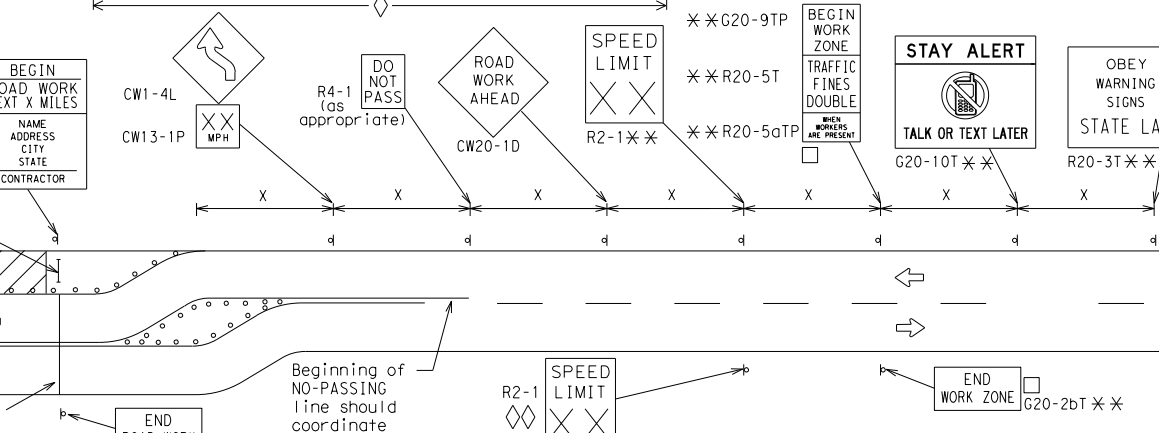 BEGIN
ROAD WORK
NEXT X MILES
NAME
ADDRESS
CITY
STATE
CONTRACTOR
CW1-4L
CW13-1P
X X
MPH
R4-1
(as
appropriate)
DO
NOT
PASS
ROAD
WORK
AHEAD
CW20-1D
SPEED
LIMIT
X X
R2-1**
**G20-9TP
**R20-5T
**R20-5aTP
BEGIN
WORK
ZONE
TRAFFIC
FINES
DOUBLE
WHEN
WORKERS
ARE PRESENT
STAY ALERT
TALK OR TEXT LATER
G20-10T**
OBEY
WARNING
SIGNS
STATE LA
R20-3T**
X X X X X X X
Beginning of
NO-PASSING
line should
coordinate
R2-1
SPEED
LIMIT
X X
END
WORK ZONE
G20-2bT**
END
ROAD WORK